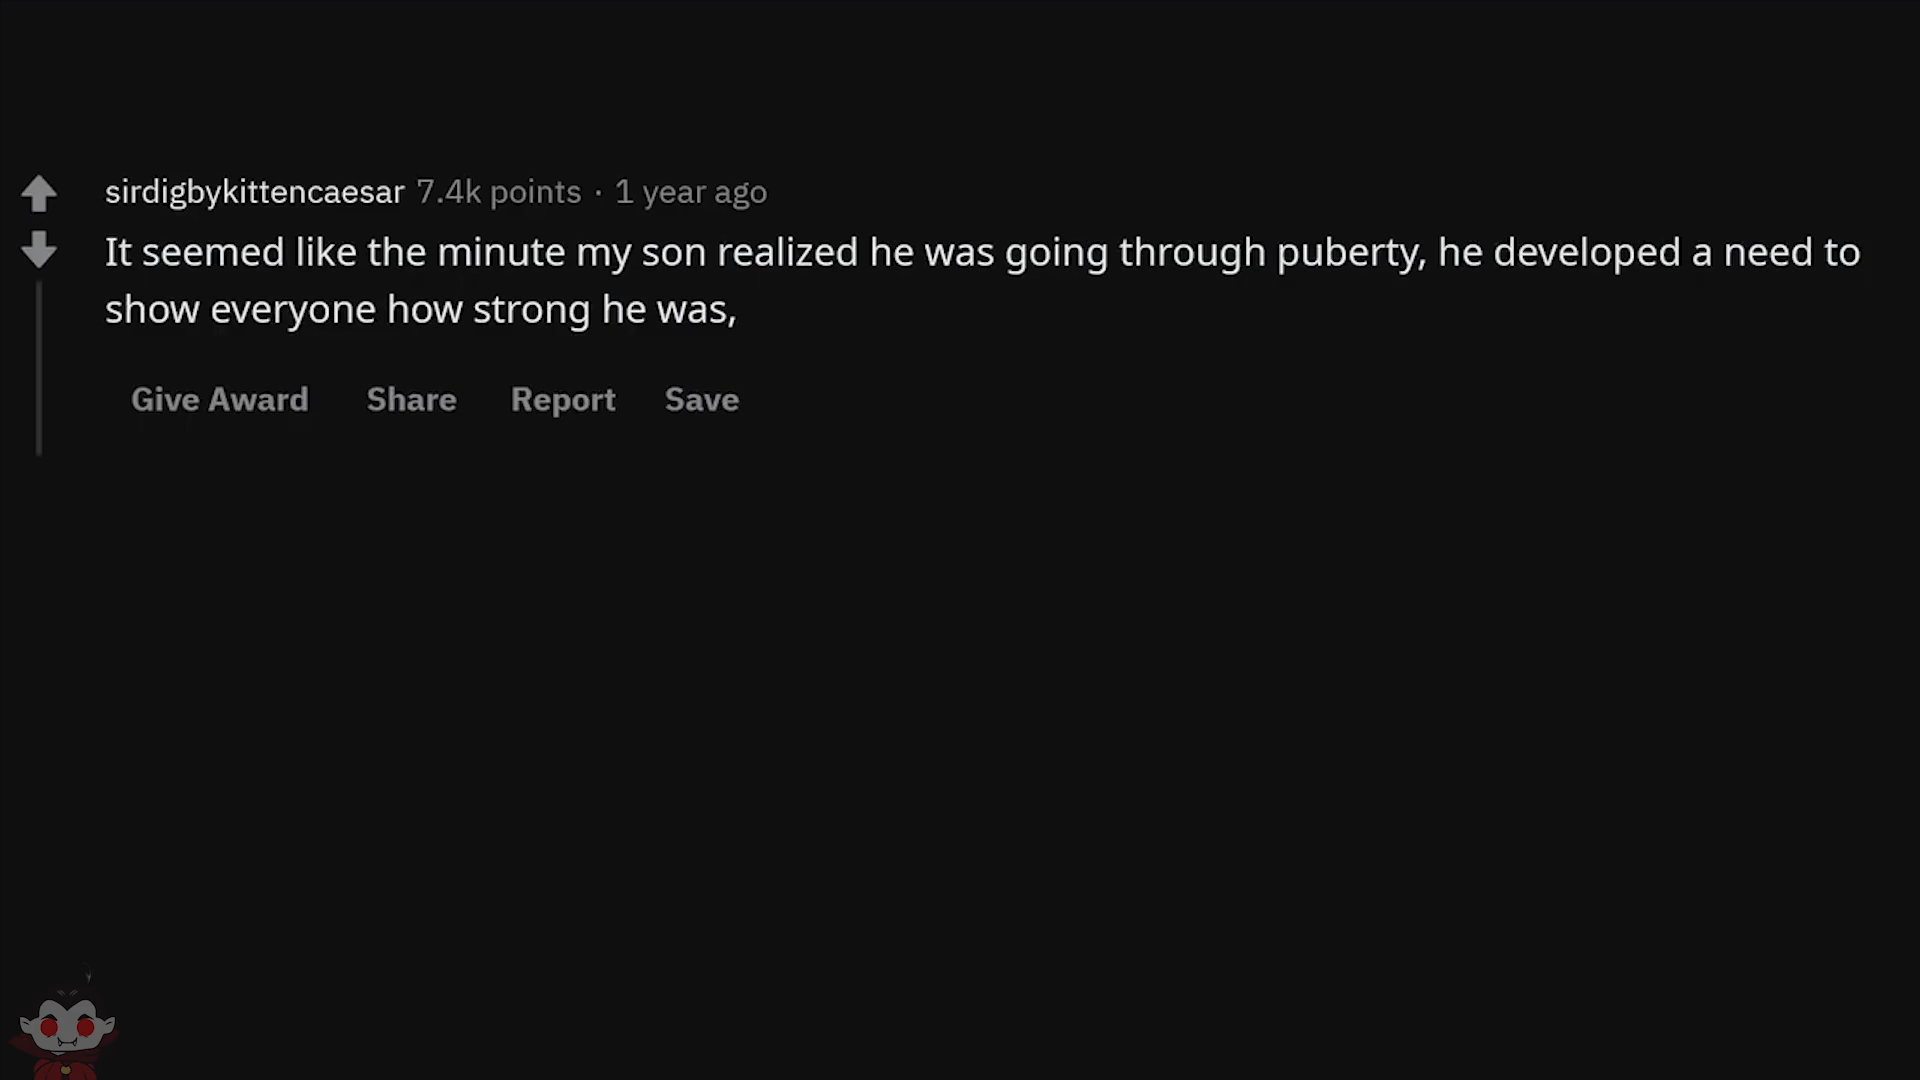 sirdigbykittencaesar 7.4k points · 1 year ago
It seemed like the minute my son realized he was going through puberty, he developed a need to
show everyone how strong he was,
Give Award Share Report Save